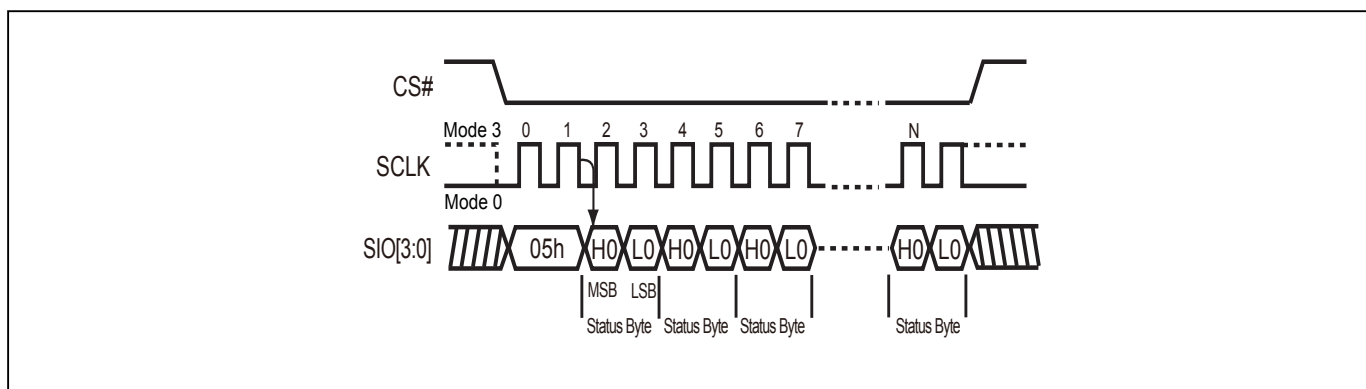 CS#
Mode 3 0 1 2 3 4 5 6 7 N
SCLK
Mode 0
SIO[3:0] 05h H0 L0 H0 L0 H0 L0 H0 L0
MSB LSB
Status Byte Status Byte Status Byte Status Byte